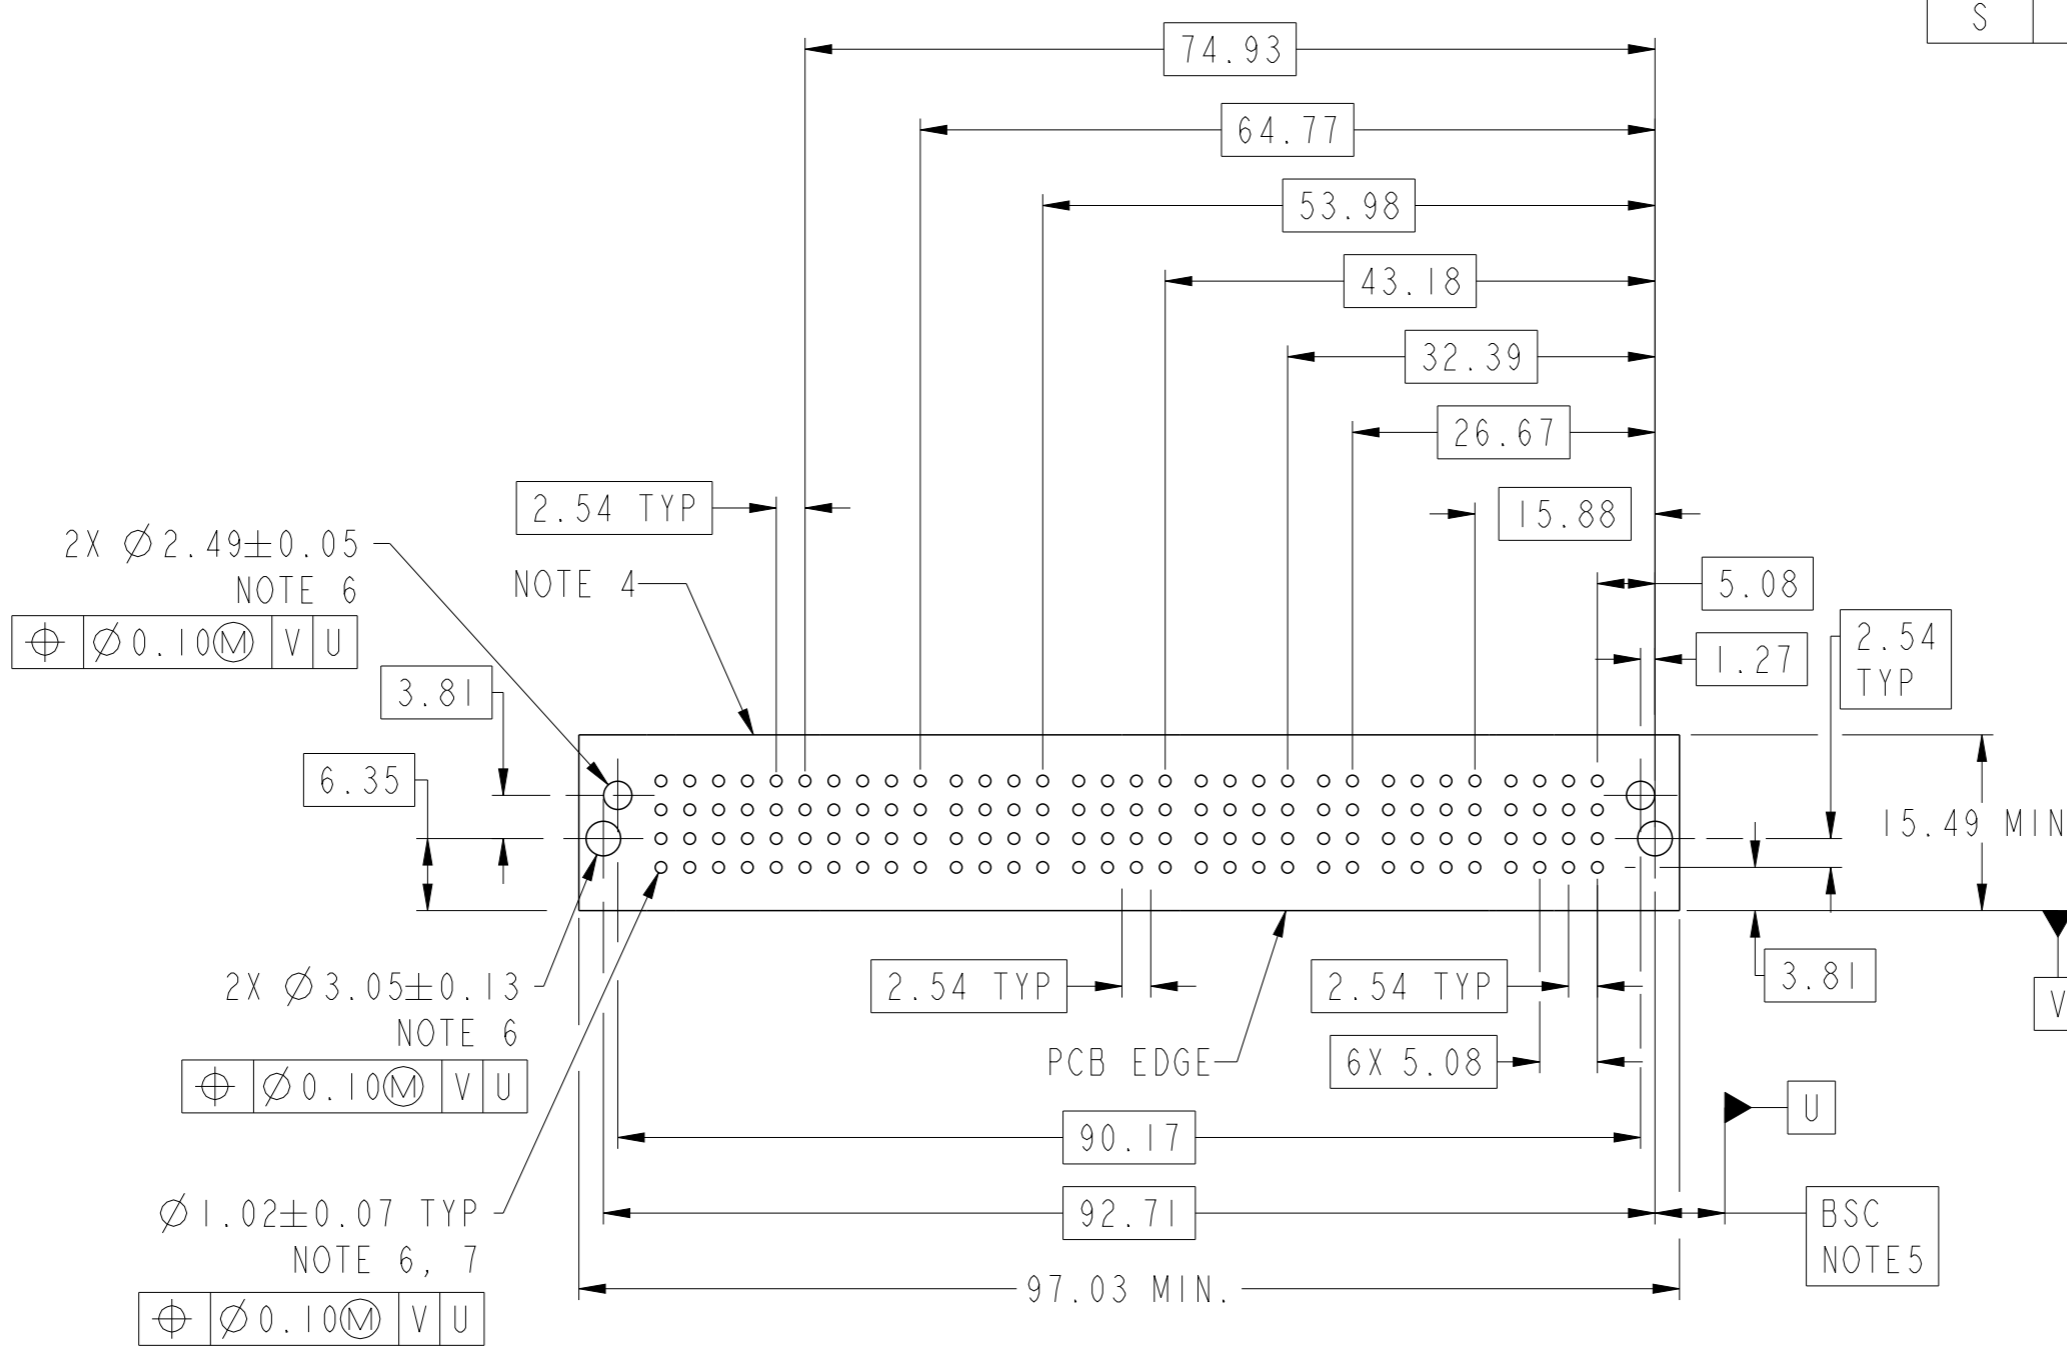 S
74.93
64.77
53.98
43.18
32.39
26.67
2.54 TYP
15.88
2X Ø2.49±0.05
NOTE 6
⌖ Ø0.10Ⓜ V U
NOTE 4
5.08
2.54
TYP
1.27
3.81
6.35
15.49 MIN
2X Ø3.05±0.13
NOTE 6
⌖ Ø0.10Ⓜ V U
2.54 TYP
2.54 TYP
3.81
V
PCB EDGE
6X 5.08
U
90.17
Ø1.02±0.07 TYP
NOTE 6, 7
⌖ Ø0.10Ⓜ V U
92.71
BSC
NOTE5
97.03 MIN.